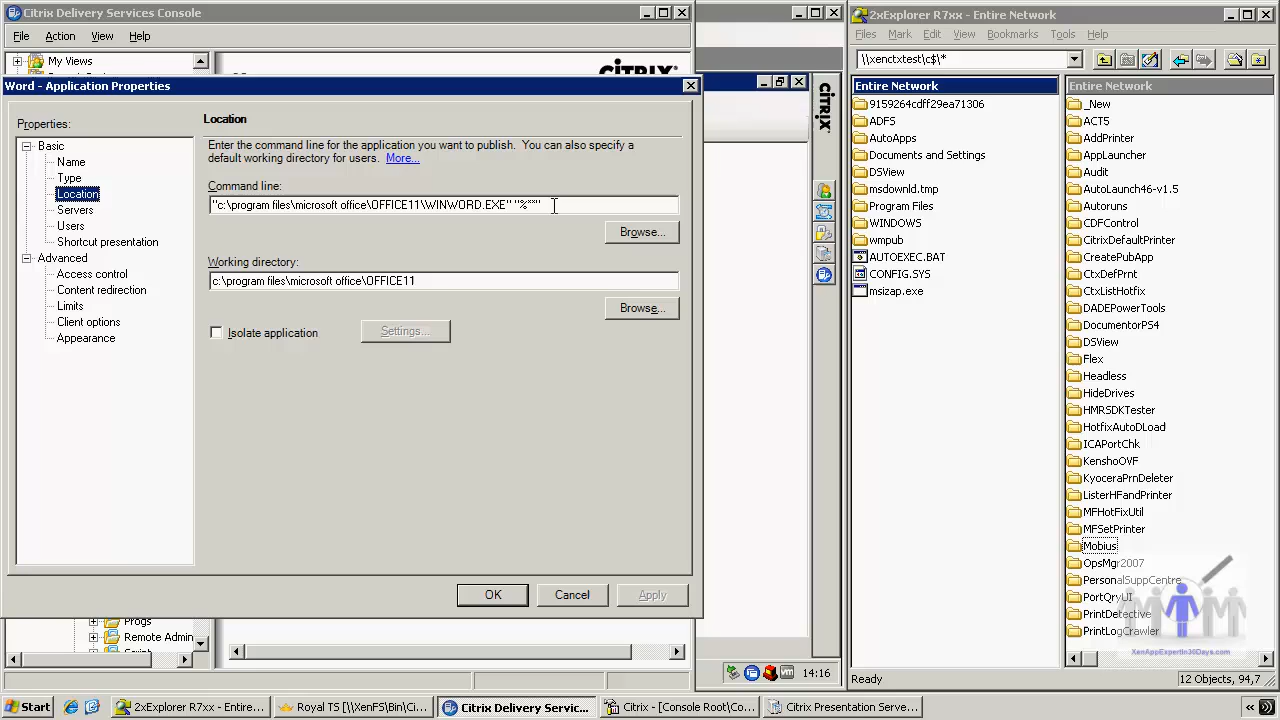 Citrix Delivery Services Console
File Action View Help
My Views
CİTRIX
Word - Application Properties
Properties:
Basic
Name
Type
Location
Servers
Users
Shortcut presentation
Advanced
Access control
Content redirection
Limits
Client options
Appearance
Location
Enter the command line for the application you want to publish. You can also specify a
default working directory for users. More...
Command line:
"c:\program files\microsoft office\OFFICE11\WINWORD.EXE" "%**"
Browse...
Working directory:
c:\program files\microsoft office\OFFICE11
Browse...
Isolate application
Settings...
OK Cancel Apply
Progs
Remote Admin
CİTRIX
14:16
2xExplorer R7xx - Entire Network
Files Mark Edit View Bookmarks Tools Help
\\xenctxtest\c$\*
Entire Network
9159264cdff29ea71306
ADFS
AutoApps
Documents and Settings
DSView
msdownld.tmp
Program Files
RECYCLER
wmpub
AUTOEXEC.BAT
CONFIG.SYS
msizap.exe
Entire Network
_New
ACT5
AddPrinter
AppLauncher
Audit
AutoLaunch46-v1.5
Autoruns
CDFControl
CitrixDefaultPrinter
CreatePubApp
CtxDefPrnt
CtxListHosting
DADEPowerTools
DocumentorPS4
DSView
Flex
Headless
HideDrives
HMRSDKTester
HotfixAutoDLoad
ICAPortChk
KenshoOVF
KyoceraPrnDeleter
ListerHFandPrinter
MFHotFixUtil
MFSetPrinter
Mobius
OpsMgr2007
PersonalSuppCentre
PortQryUI
PrintDetective
PrintLogCrawler
XenAppExpertIn30Days.com
Ready
12 Objects, 94,7
Start 2xExplorer R7xx - Entire... Royal TS [\\XenFS\Bin\Ci... Citrix Delivery Servic... Citrix - [Console Root\Co... Citrix Presentation Serve...